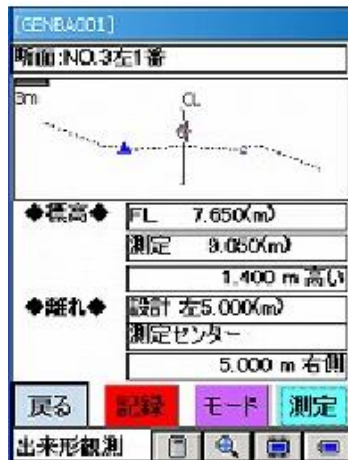 [GENBA001]
断面:NO.3左1番
3m
CL
◆標高◆
FL 7.650(m)
測定 9.050(m)
1.400 m 高い
◆離れ◆
設計 左5.000(m)
測定センター
5.000 m 右側
戻る 記録 モード 測定
出来形観測